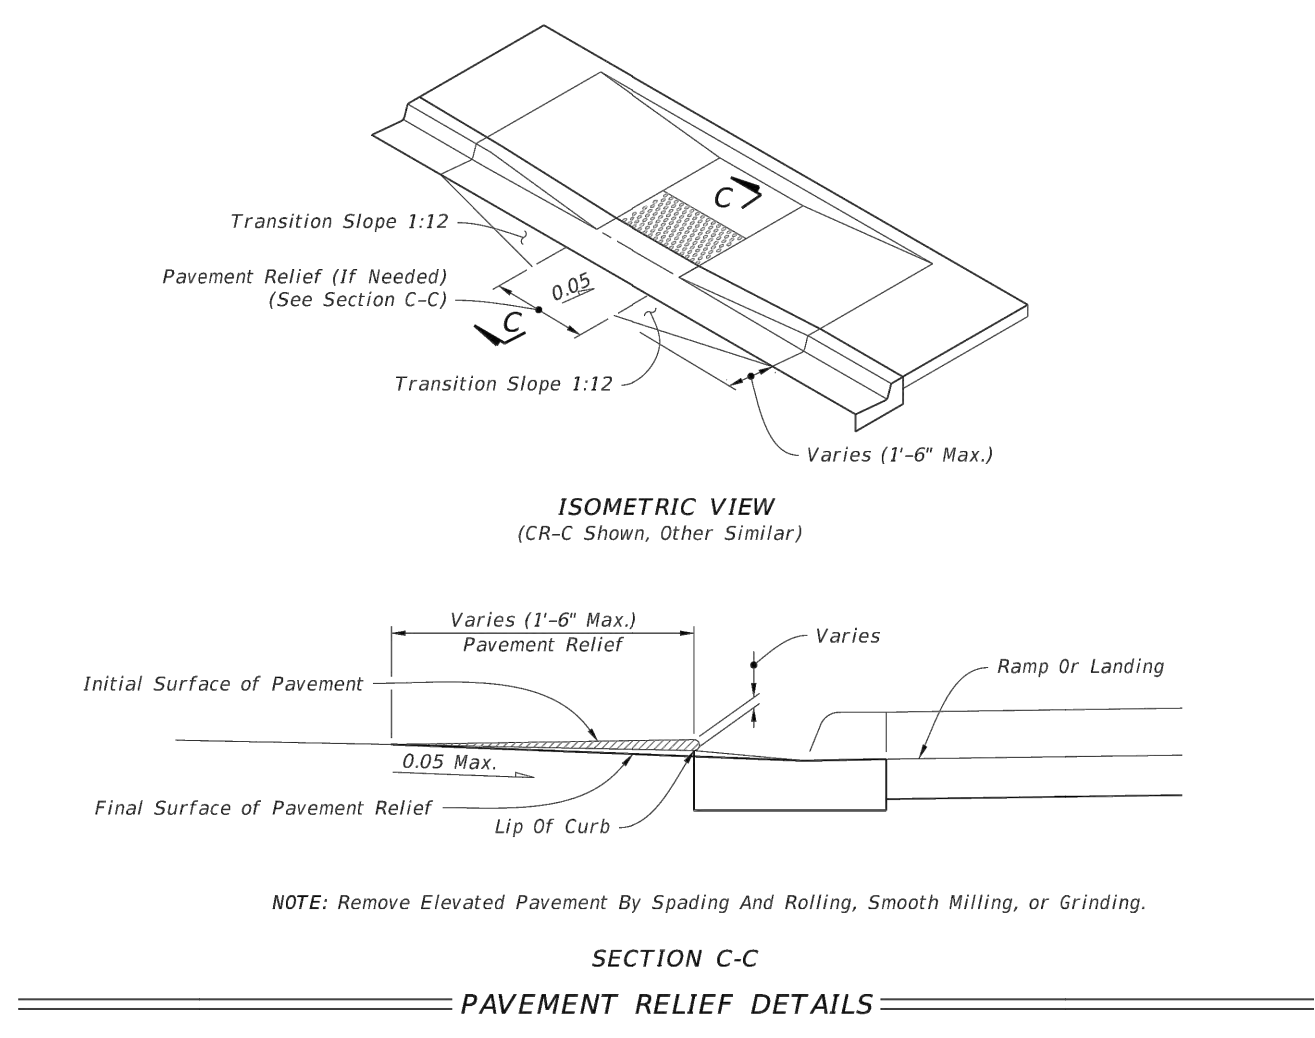 C
Transition Slope 1:12
Pavement Relief (If Needed)
(See Section C-C)
0.05
C
Transition Slope 1:12
Varies (1'-6" Max.)
ISOMETRIC VIEW
(CR-C Shown, Other Similar)
Varies (1'-6" Max.)
Pavement Relief
Varies
Ramp Or Landing
Initial Surface of Pavement
0.05 Max.
Final Surface of Pavement Relief
Lip Of Curb
NOTE: Remove Elevated Pavement By Spading And Rolling, Smooth Milling, or Grinding.
SECTION C-C
PAVEMENT RELIEF DETAILS